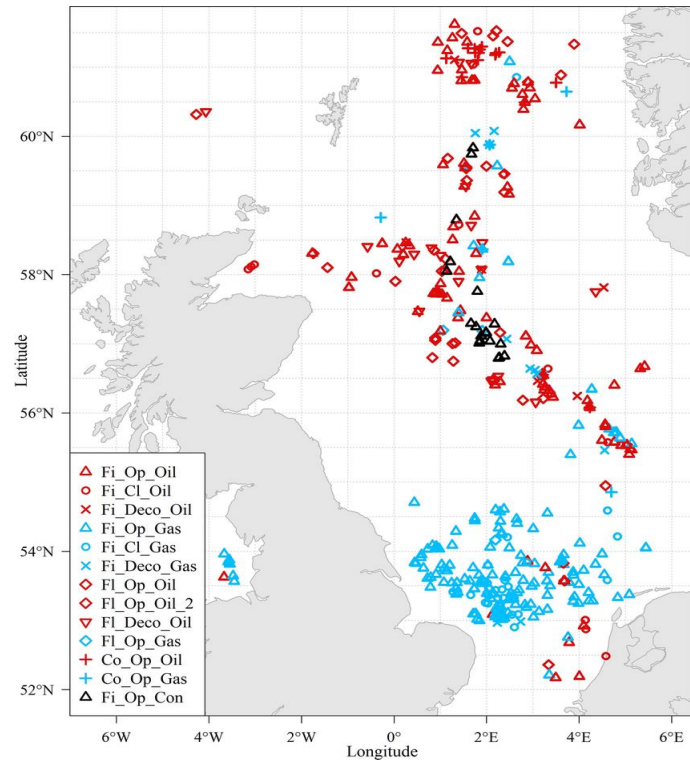 60°N
58°N
56°N
54°N
52°N
Latitude
Fi_Op_Oil
Fi_Cl_Oil
Fi_Deco_Oil
Fi_Op_Gas
Fi_Cl_Gas
Fi_Deco_Gas
Fl_Op_Oil
Fl_Op_Oil_2
Fl_Deco_Oil
Fl_Op_Gas
Co_Op_Oil
Co_Op_Gas
Fi_Op_Con
6°W 4°W 2°W 0° 2°E 4°E 6°E
Longitude